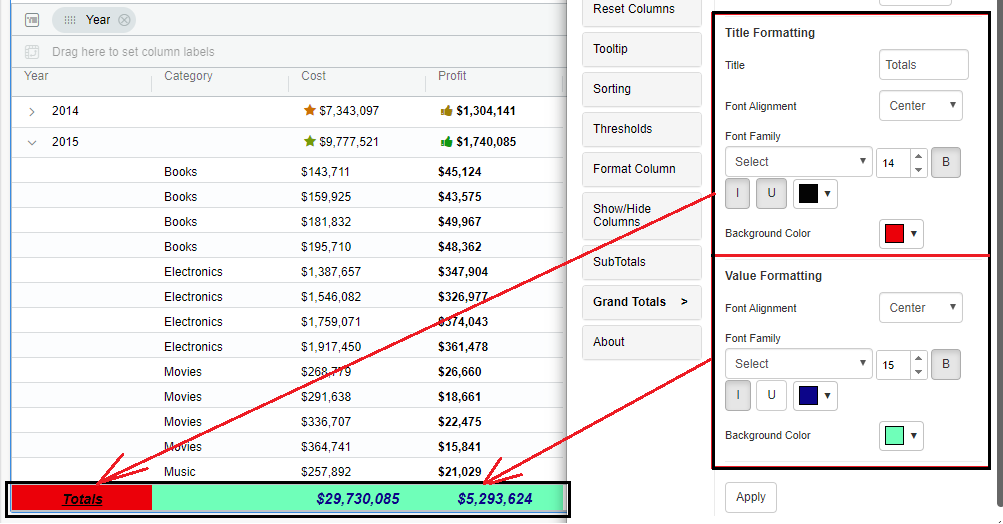 Year
Drag here to set column labels
Year Category Cost Profit
2014 $7,343,097 $1,304,141
2015 $9,777,521 $1,740,085
Books $143,711 $45,124
Books $159,925 $43,575
Books $181,832 $49,967
Books $195,710 $48,362
Electronics $1,387,657 $347,904
Electronics $1,546,082 $326,977
Electronics $1,759,071 $374,043
Electronics $1,917,450 $361,478
Movies $268,779 $26,660
Movies $291,638 $18,661
Movies $336,707 $22,475
Movies $364,741 $15,841
Music $257,892 $21,029
Totals $29,730,085 $5,293,624
Reset Columns
Tooltip
Sorting
Thresholds
Format Column
Show/Hide
Columns
SubTotals
Grand Totals >
About
Title Formatting
Title Totals
Font Alignment Center
Font Family
Select 14 B
I U
Background Color
Value Formatting
Font Alignment Center
Font Family
Select 15 B
I U
Background Color
Apply